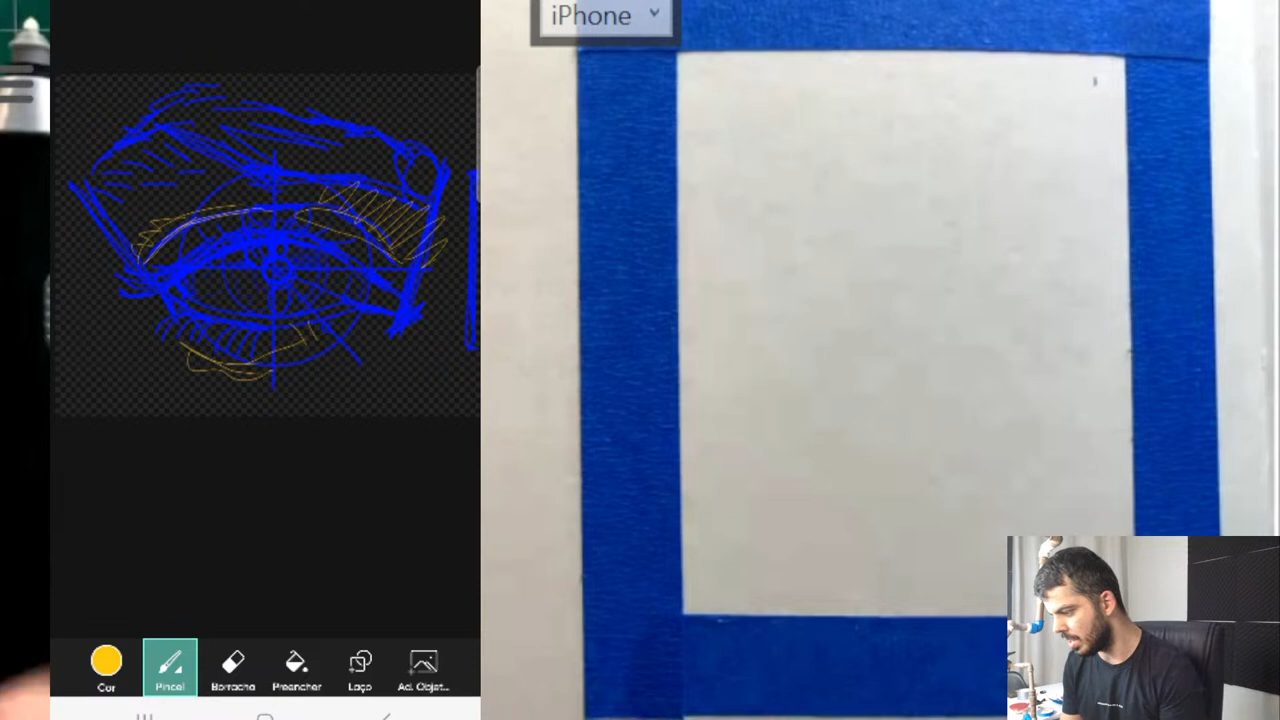 iPhone
Cor
Pincel
Borracha
Preencher
Laço
Ad. Objet...